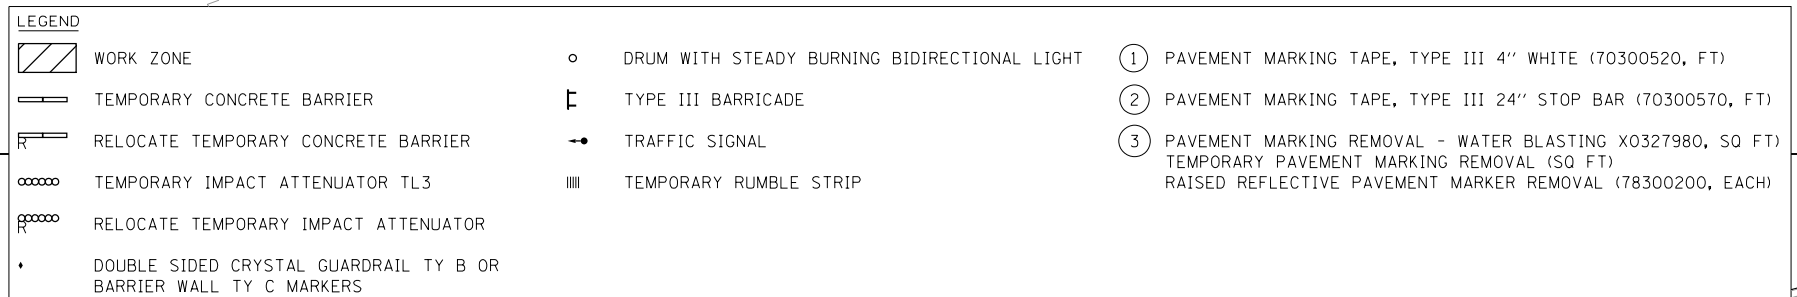 LEGEND
WORK ZONE
TEMPORARY CONCRETE BARRIER
R RELOCATE TEMPORARY CONCRETE BARRIER
TEMPORARY IMPACT ATTENUATOR TL3
R RELOCATE TEMPORARY IMPACT ATTENUATOR
DOUBLE SIDED CRYSTAL GUARDRAIL TY B OR
BARRIER WALL TY C MARKERS
DRUM WITH STEADY BURNING BIDIRECTIONAL LIGHT
TYPE III BARRICADE
TRAFFIC SIGNAL
TEMPORARY RUMBLE STRIP
1 PAVEMENT MARKING TAPE, TYPE III 4'' WHITE (70300520, FT)
2 PAVEMENT MARKING TAPE, TYPE III 24'' STOP BAR (70300570, FT)
3 PAVEMENT MARKING REMOVAL - WATER BLASTING X0327980, SQ FT)
TEMPORARY PAVEMENT MARKING REMOVAL (SQ FT)
RAISED REFLECTIVE PAVEMENT MARKER REMOVAL (78300200, EACH)